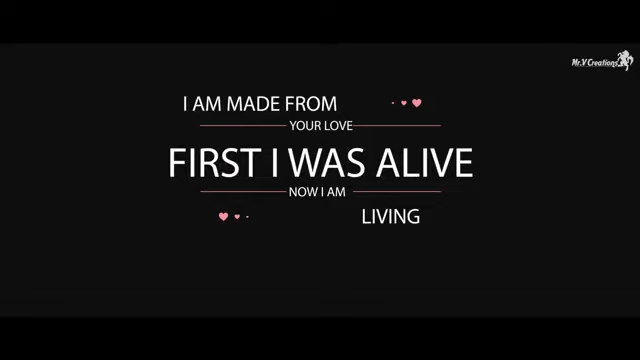 Mr.V Creations
I AM MADE FROM
YOUR LOVE
FIRST I WAS ALIVE
NOW I AM
LIVING